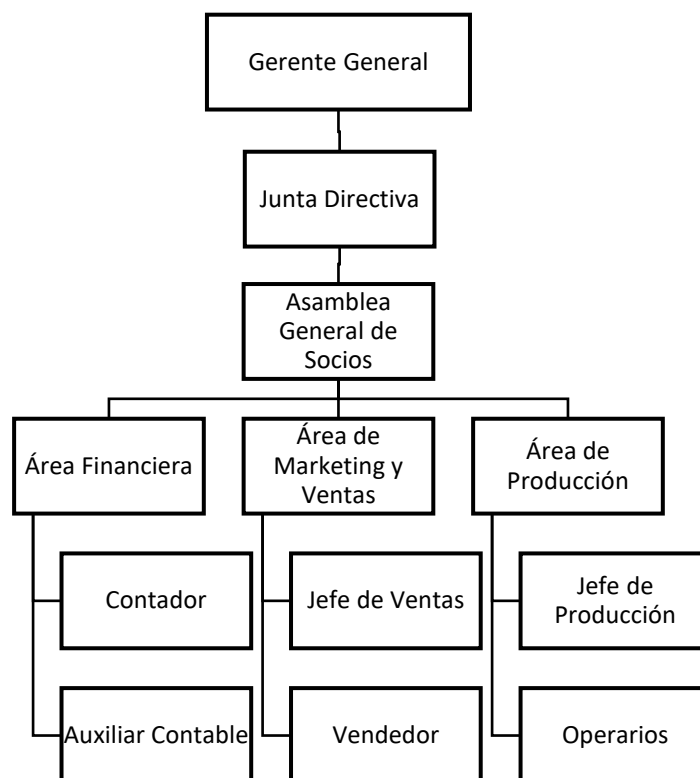 Gerente General
Junta Directiva
Asamblea
General de
Socios
Área Financiera
Área de
Marketing y
Ventas
Área de
Producción
Contador
Jefe de Ventas
Jefe de
Producción
Auxiliar Contable
Vendedor
Operarios